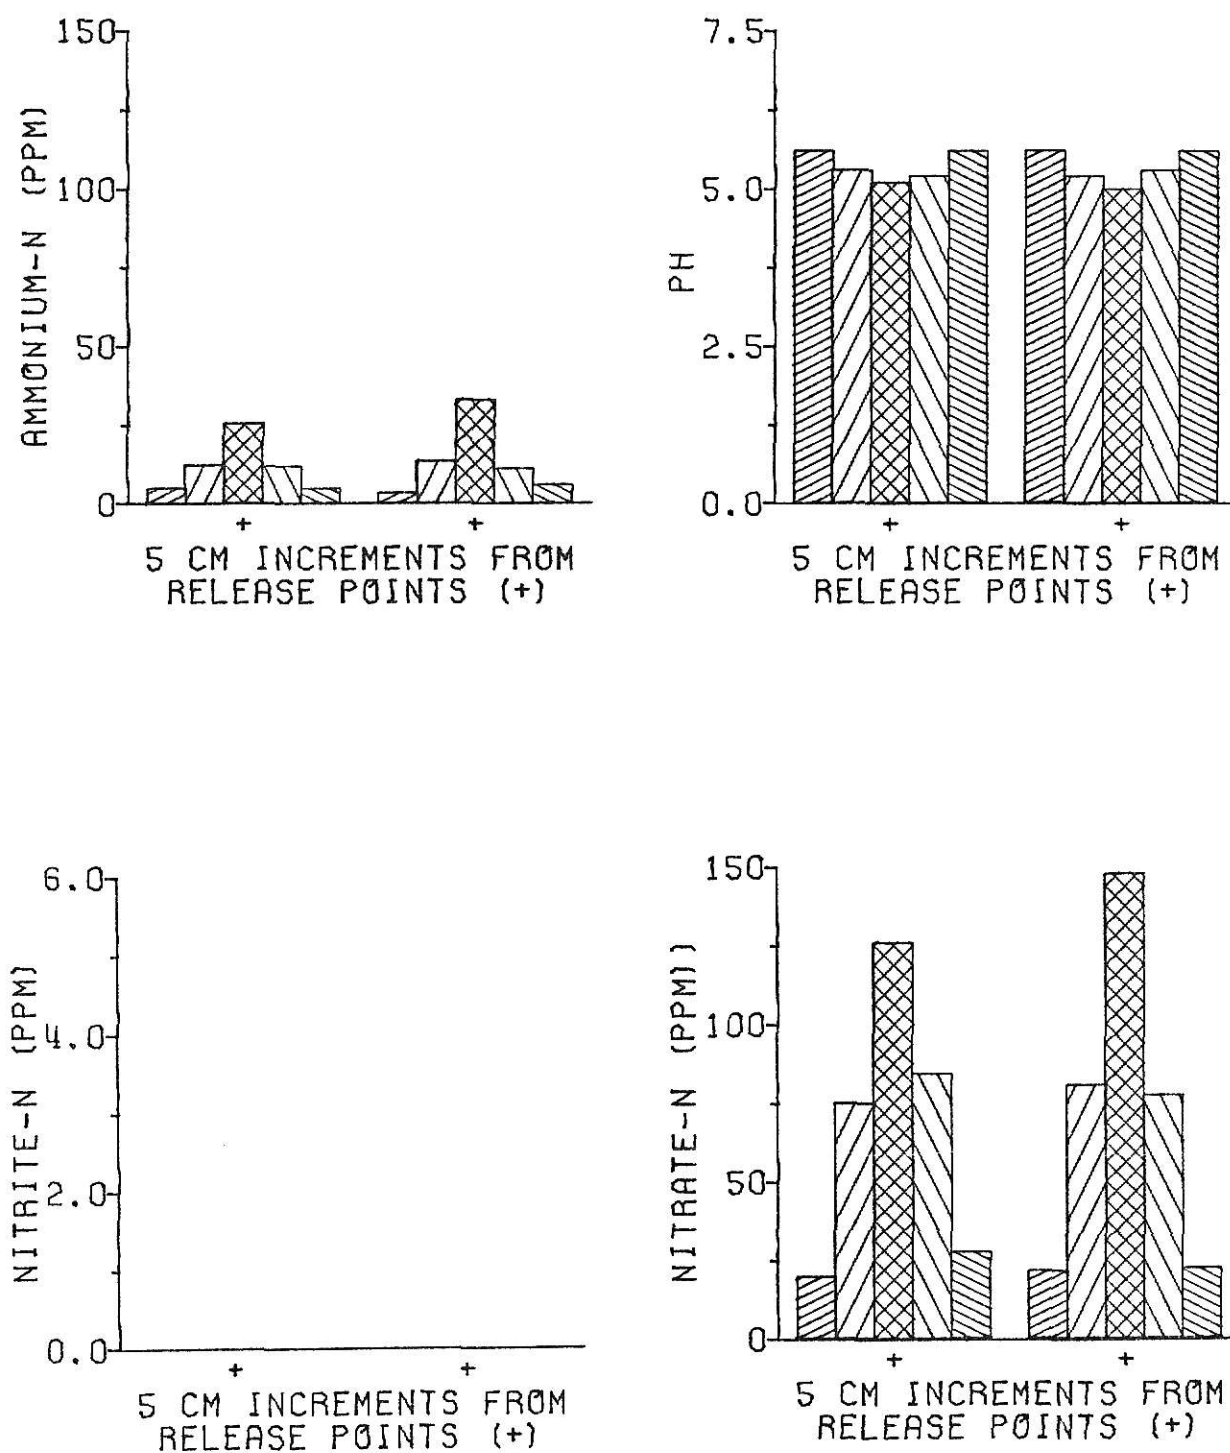 150
100
50
0
AMMONIUM-N (PPM)
+ +
5 CM INCREMENTS FROM
RELEASE POINTS (+)
7.5
5.0
2.5
0.0
PH
+ +
5 CM INCREMENTS FROM
RELEASE POINTS (+)
6.0
4.0
2.0
0.0
NITRITE-N (PPM)
+ +
5 CM INCREMENTS FROM
RELEASE POINTS (+)
150
100
50
0
NITRATE-N (PPM))
+ +
5 CM INCREMENTS FROM
RELEASE POINTS (+)